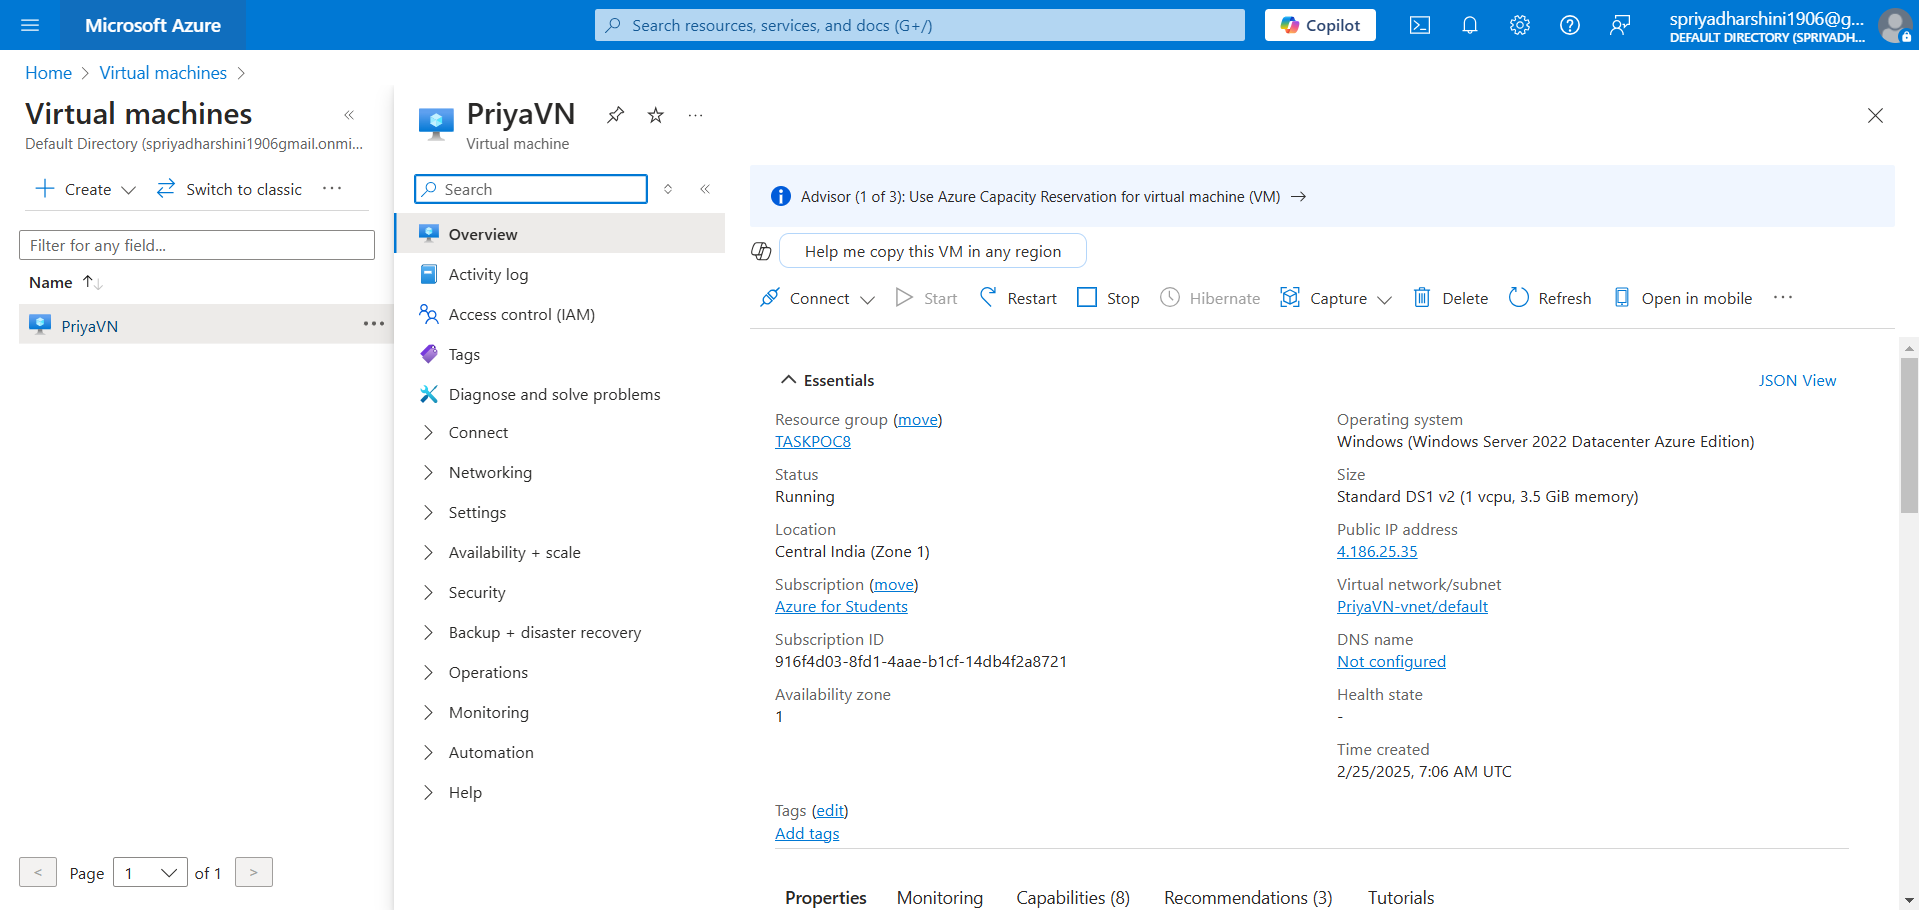 Microsoft Azure
Search resources, services, and docs (G+/)
Copilot
spriyadharshini1906@g...
DEFAULT DIRECTORY (SPRIYADH...
Home > Virtual machines >
Virtual machines
Default Directory (spriyadharshini1906gmail.onmi...
Create
Switch to classic
Filter for any field...
Name
PriyaVN
Page 1 of 1
PriyaVN
Virtual machine
Search
Overview
Activity log
Access control (IAM)
Tags
Diagnose and solve problems
Connect
Networking
Settings
Availability + scale
Security
Backup + disaster recovery
Operations
Monitoring
Automation
Help
Advisor (1 of 3): Use Azure Capacity Reservation for virtual machine (VM) →
Help me copy this VM in any region
Connect Start Restart Stop Hibernate Capture Delete Refresh Open in mobile
Essentials
JSON View
Resource group (move)
TASKPOC8
Status
Running
Location
Central India (Zone 1)
Subscription (move)
Azure for Students
Subscription ID
916f4d03-8fd1-4aae-b1cf-14db4f2a8721
Availability zone
1
Operating system
Windows (Windows Server 2022 Datacenter Azure Edition)
Size
Standard DS1 v2 (1 vcpu, 3.5 GiB memory)
Public IP address
4.186.25.35
Virtual network/subnet
PriyaVN-vnet/default
DNS name
Not configured
Health state
-
Time created
2/25/2025, 7:06 AM UTC
Tags (edit)
Add tags
Properties Monitoring Capabilities (8) Recommendations (3) Tutorials